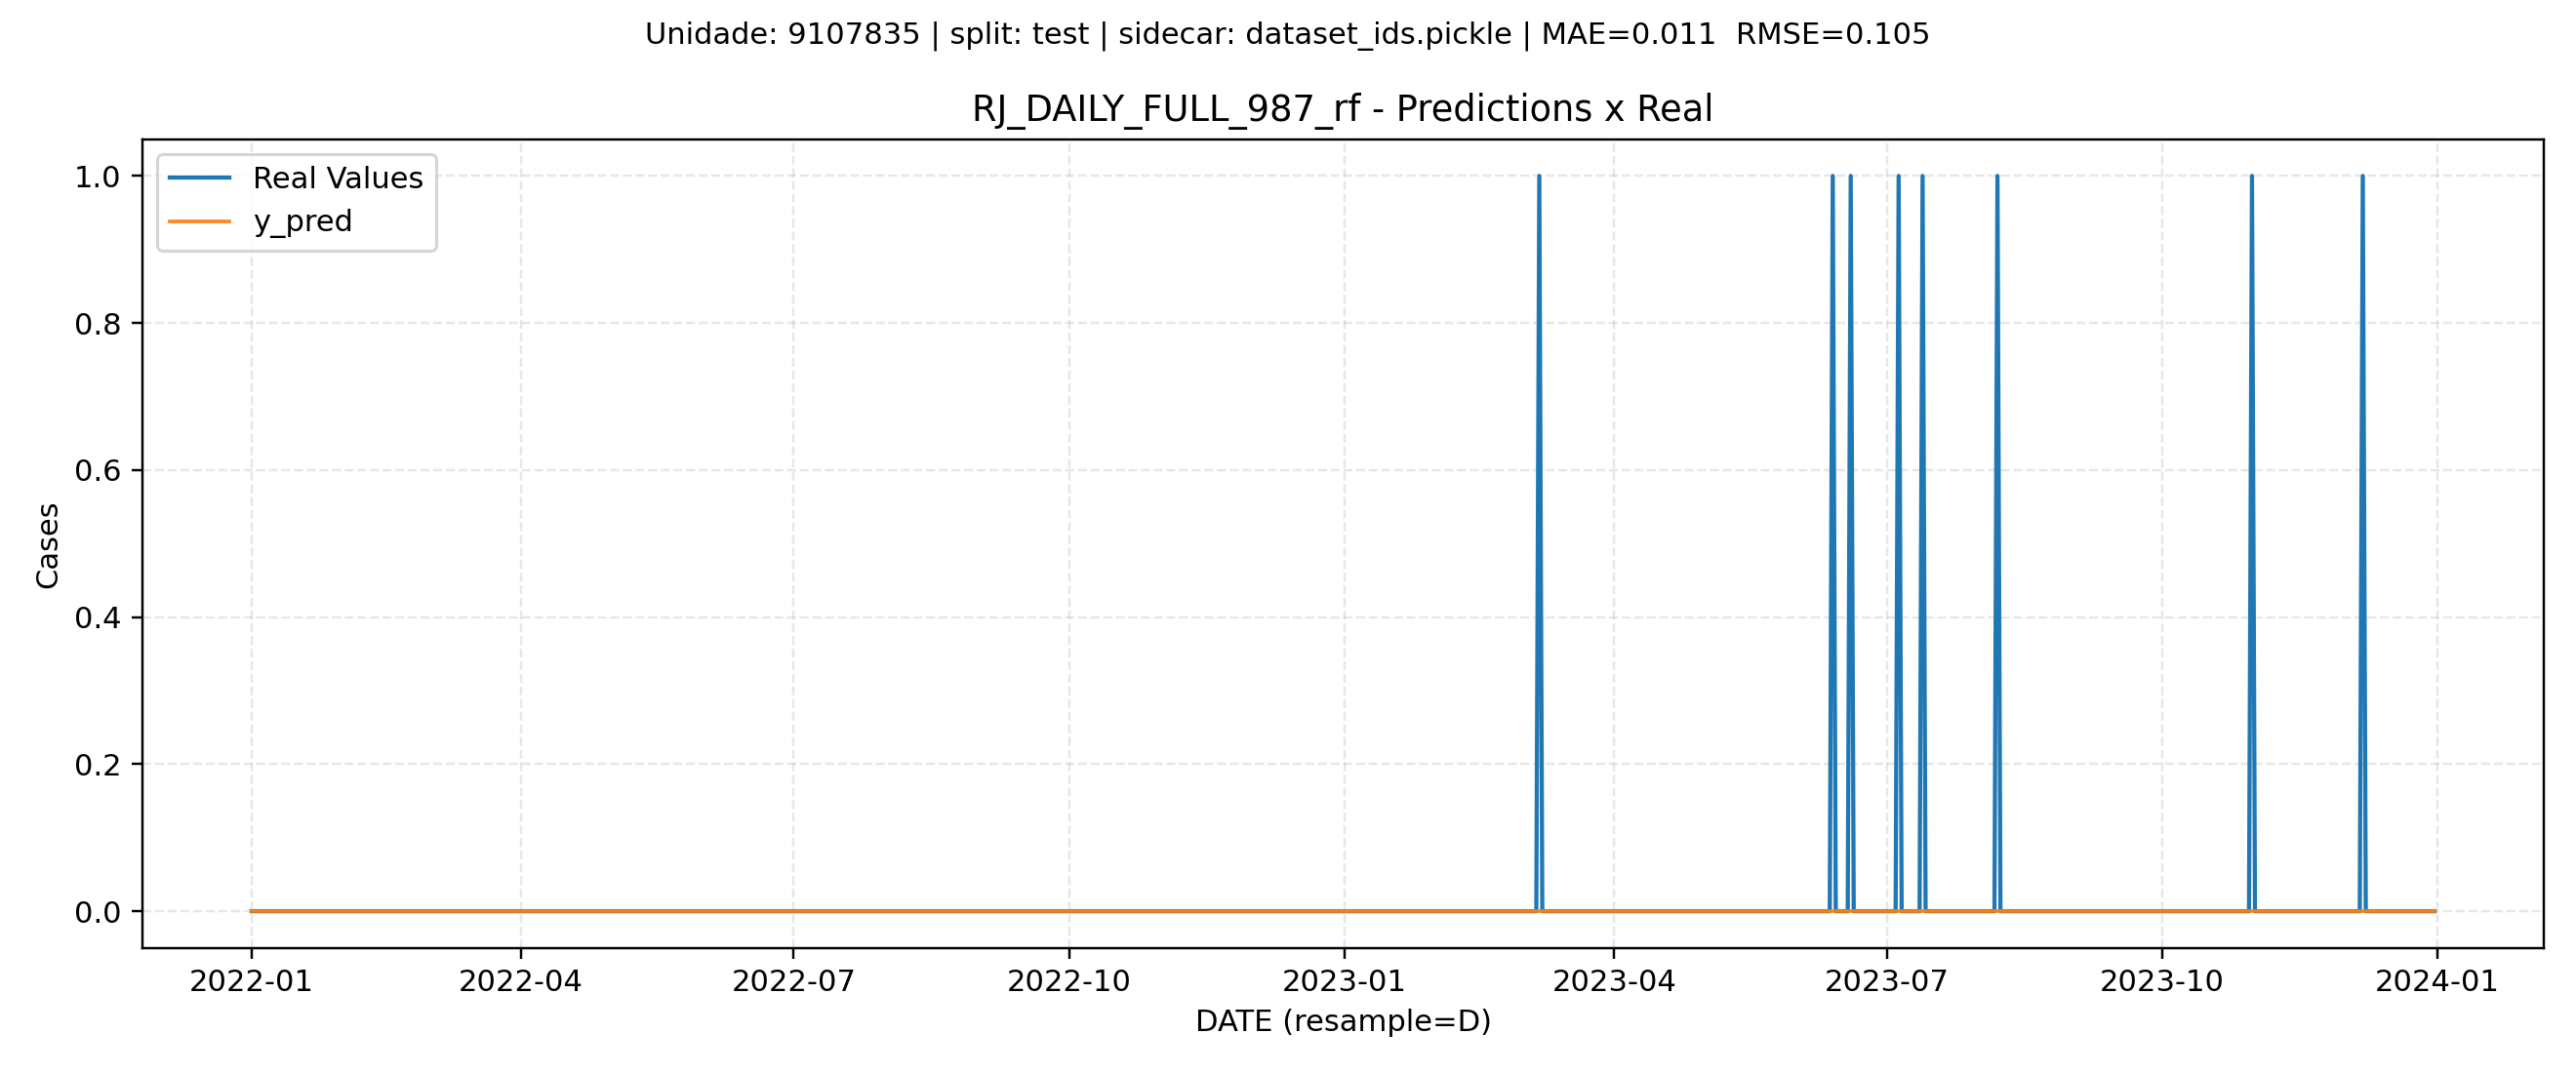 Unidade: 9107835 | split: test | sidecar: dataset_ids.pickle | MAE=0.011  RMSE=0.105
RJ_DAILY_FULL_987_rf - Predictions x Real
Real Values
y_pred
Cases
1.0
0.8
0.6
0.4
0.2
0.0
2022-01
2022-04
2022-07
2022-10
2023-01
2023-04
2023-07
2023-10
2024-01
DATE (resample=D)